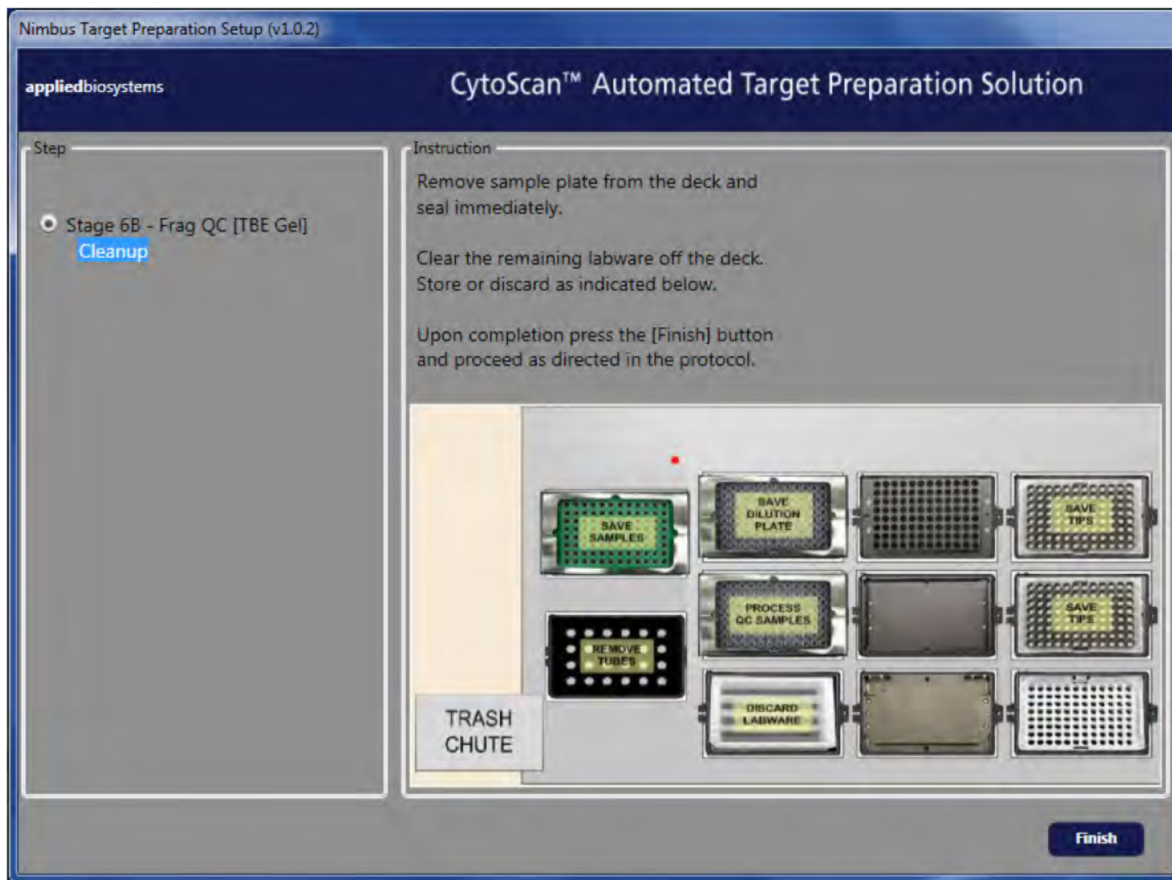 Nimbus Target Preparation Setup (v1.0.2)
appliedbiosystems
CytoScan™ Automated Target Preparation Solution
Step
Stage 6B - Frag QC [TBE Gel]
Cleanup
Instruction
Remove sample plate from the deck and
seal immediately.
Clear the remaining labware off the deck.
Store or discard as indicated below.
Upon completion press the [Finish] button
and proceed as directed in the protocol.
SAVE
SAMPLES
SAVE
DILUTION
PLATE
SAVE
TIPS
REMOVE
TUBES
PROCESS
QC SAMPLES
SAVE
TIPS
DISCARD
LABWARE
TRASH
CHUTE
Finish